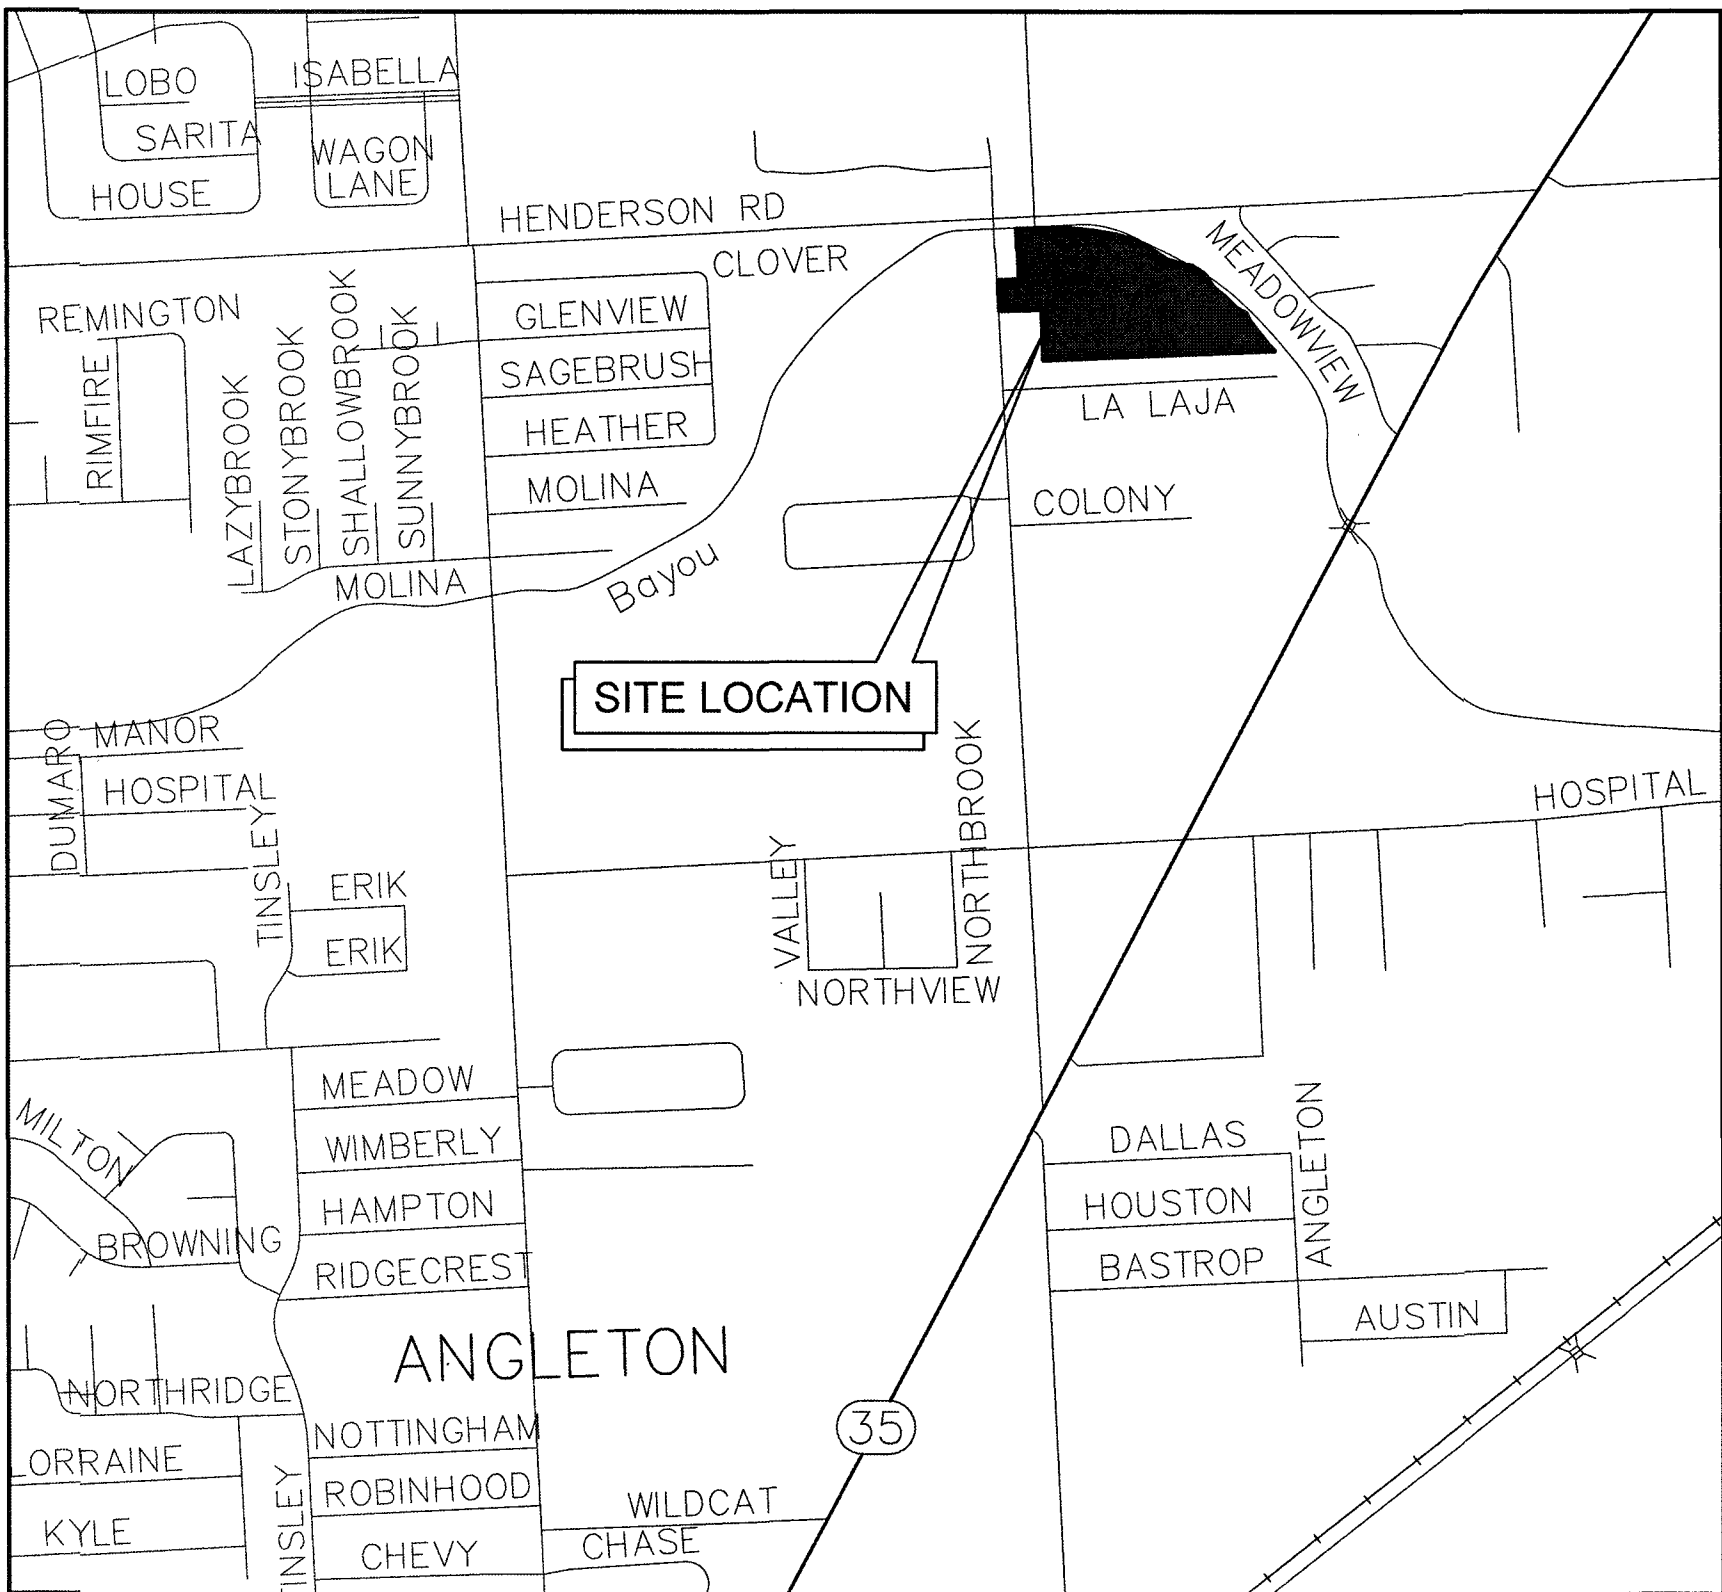 LOBO
ISABELLA
SARITA
WAGON
LANE
HOUSE
HENDERSON RD
CLOVER
MEADOWVIEW
REMINGTON
GLENVIEW
RIMFIRE
LAZYBROOK
STONYBROOK
SHALLOWBROOK
SUNNYBROOK
SAGEBRUSH
HEATHER
LA LAJA
MOLINA
COLONY
MOLINA
Bayou
SITE LOCATION
DUMARO
MANOR
HOSPITAL
HOSPITAL
TINSLEY
VALLEY
NORTHBROOK
ERIK
ERIK
NORTHVIEW
MEADOW
MILTON
WIMBERLY
DALLAS
ANGLETON
HAMPTON
HOUSTON
BROWNING
RIDGECREST
BASTROP
AUSTIN
ANGLETON
NORTHRIDGE
NOTTINGHAM
35
LORRAINE
ROBINHOOD
WILDCAT
TINSLEY
KYLE
CHEVY
CHASE